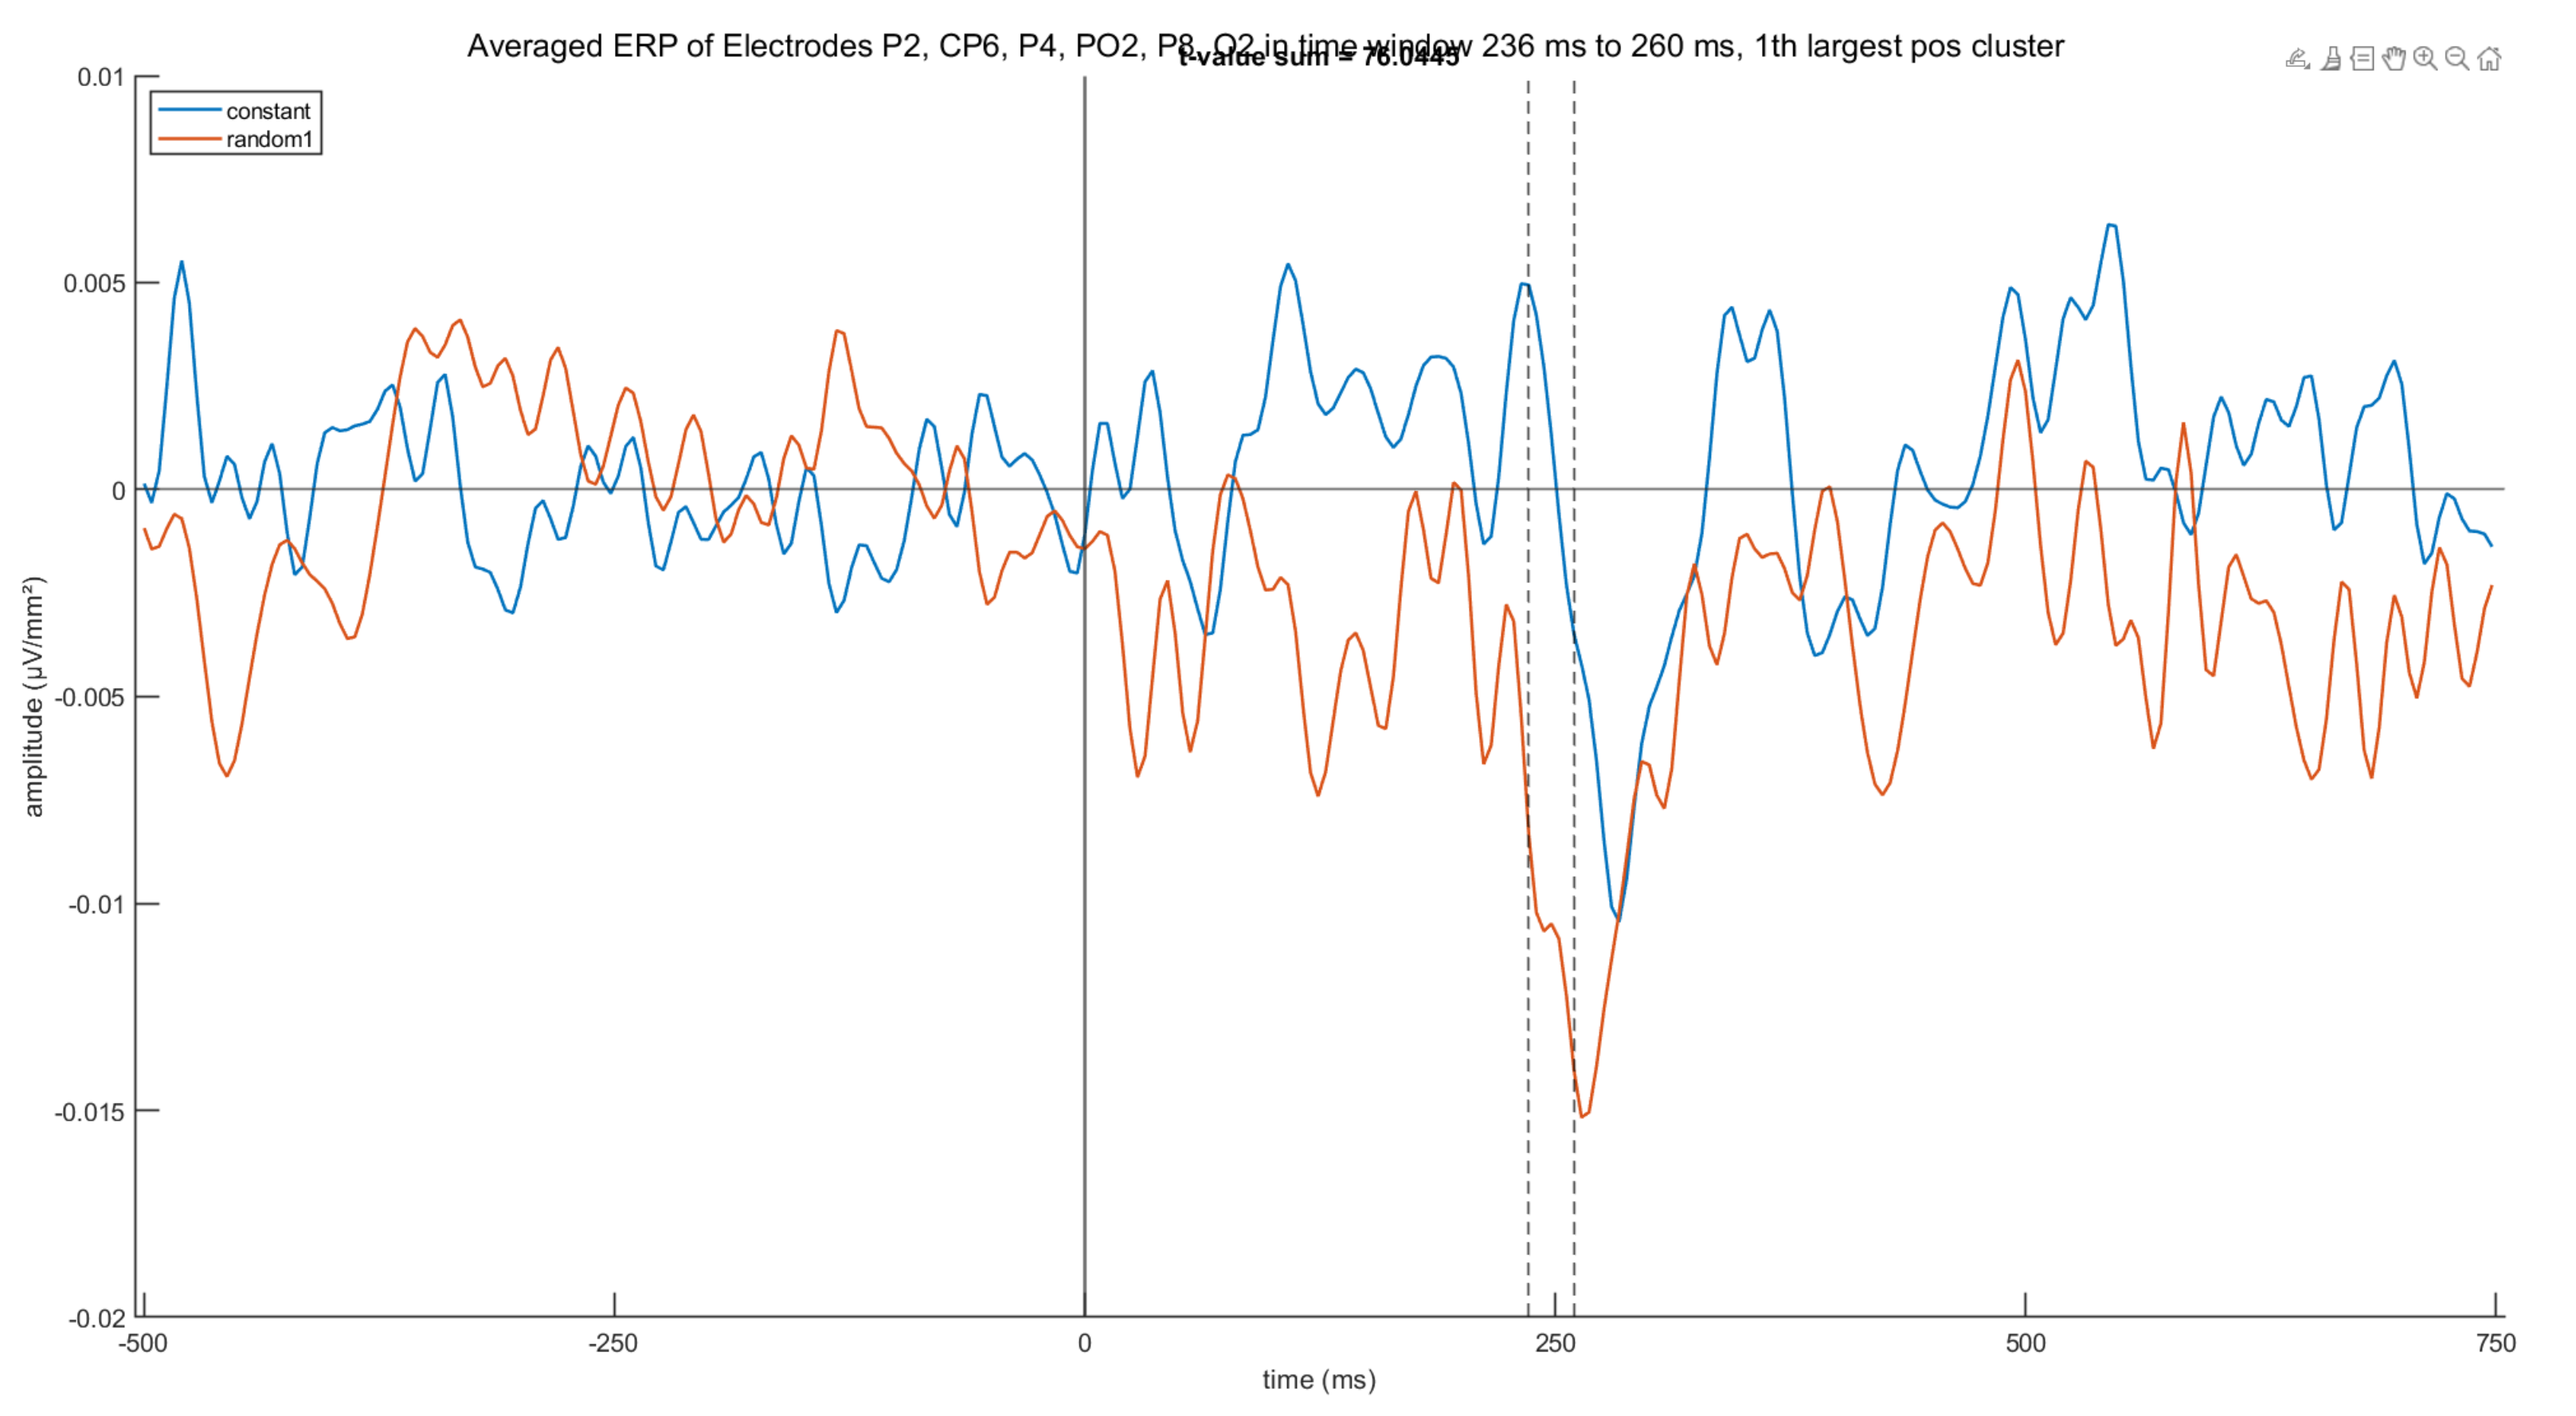 Averaged ERP of Electrodes P2, CP6, P4, PO2, P8, O2 in time window 236 ms to 260 ms, 1th largest pos cluster
t-value sum = 76.0445
constant
random1
0.01
0.005
0
-0.005
-0.01
-0.015
-0.02
amplitude (µV/mm²)
-500 -250 0 250 500 750
time (ms)